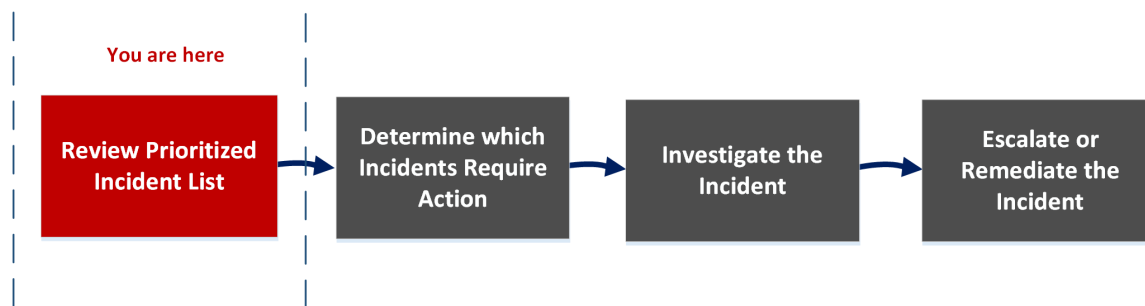 You are here
Review Prioritized
Incident List
Determine which
Incidents Require
Action
Investigate the
Incident
Escalate or
Remediate the
Incident